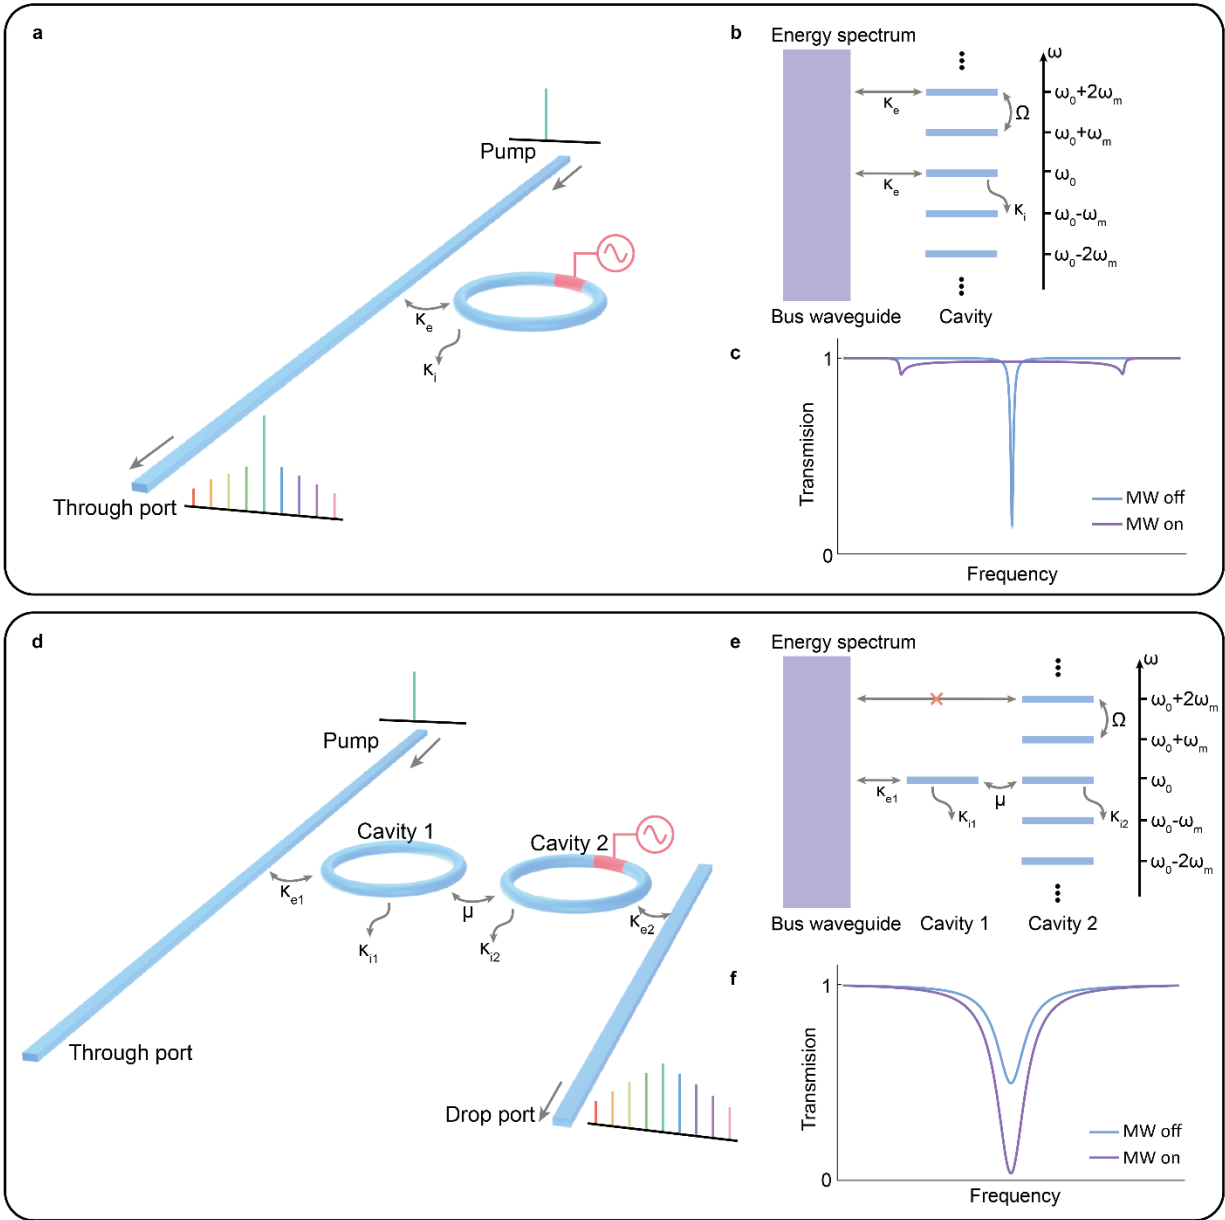 a
Pump
κe
κi
Through port
b
Energy spectrum
ω
κe
Ω
ω0+2ωm
ω0+ωm
κe
ω0
κi
ω0-ωm
ω0-2ωm
Bus waveguide
Cavity
c
1
Transmision
MW off
MW on
0
Frequency
d
Pump
Cavity 1
Cavity 2
κe1
μ
κi1
κi2
κe2
Through port
Drop port
e
Energy spectrum
ω
ω0+2ωm
Ω
ω0+ωm
κe1
μ
ω0
κi1
κi2
ω0-ωm
ω0-2ωm
Bus waveguide
Cavity 1
Cavity 2
f
1
Transmision
MW off
MW on
0
Frequency